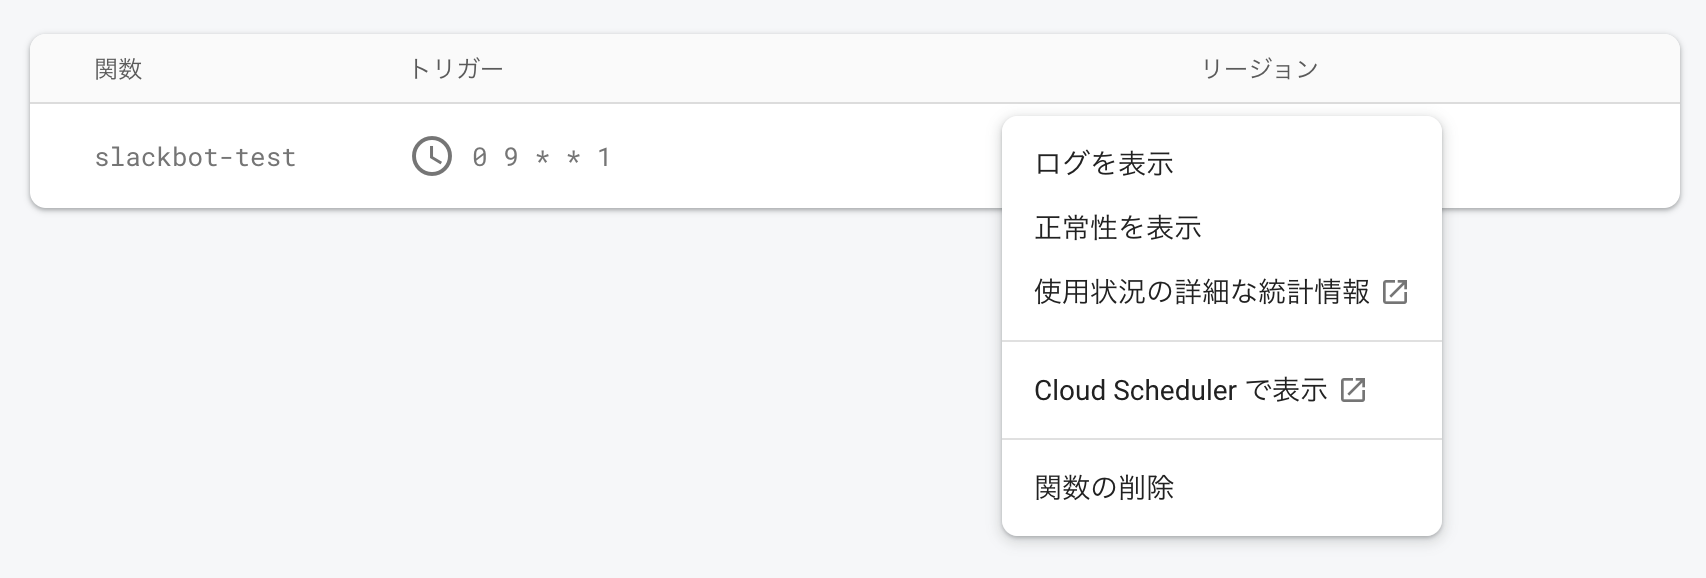 関数 トリガー リージョン
slackbot-test 0 9 * * 1
ログを表示
正常性を表示
使用状況の詳細な統計情報
Cloud Scheduler で表示
関数の削除